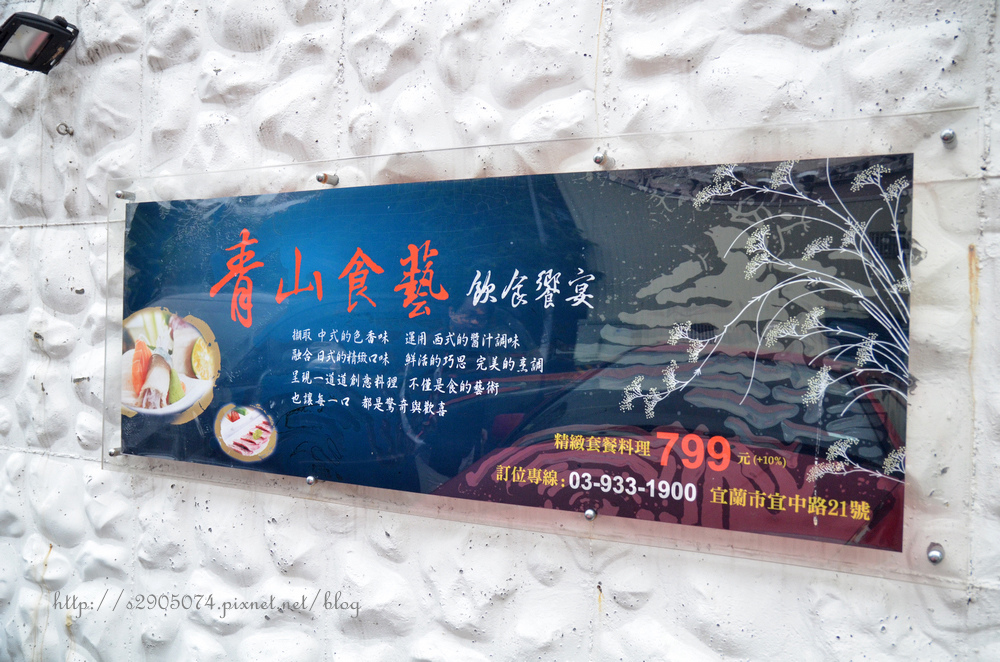 青山食藝 飲食饗宴
擷取 中式的色香味 運用 西式的醬汁調味
融合 日式的精緻口味 鮮活的巧思 完美的烹調
呈現一道道創意料理 不僅是食的藝術
也讓每一口 都是驚奇與歡喜
精緻套餐料理 799 元 (+10%)
訂位專線:03-933-1900 宜蘭市宜中路21號
http://s2905074.pixnet.net/blog